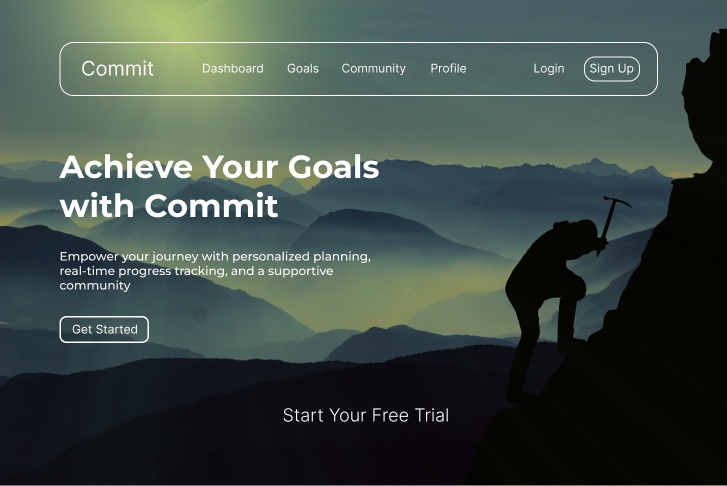 Commit Dashboard Goals Community Profile Login Sign Up
Achieve Your Goals
with Commit
Empower your journey with personalized planning,
real-time progress tracking, and a supportive
community
Get Started
Start Your Free Trial